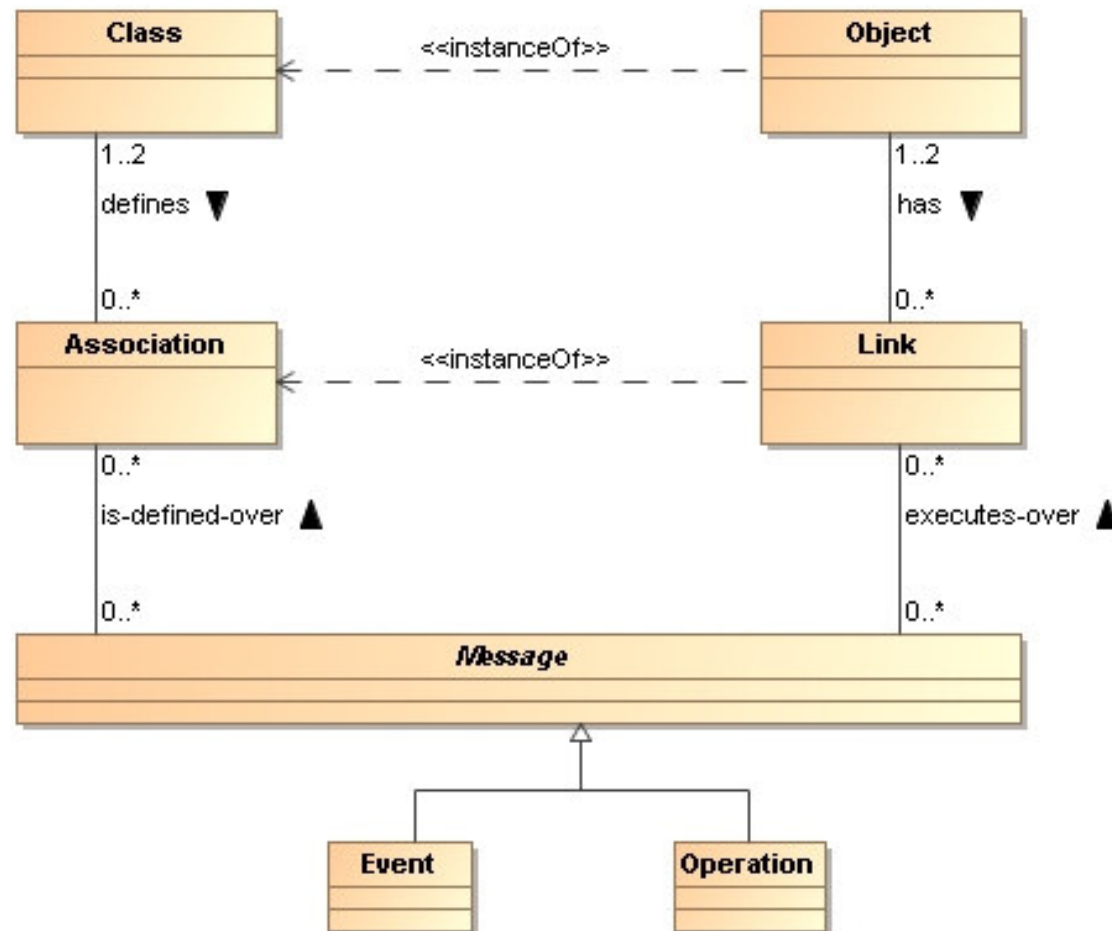 Class
<<instanceOf>>
Object
1..2
1..2
defines ▼
has ▼
0..*
0..*
Association
<<instanceOf>>
Link
0..*
0..*
is-defined-over ▲
executes-over ▲
0..*
0..*
Message
Event
Operation